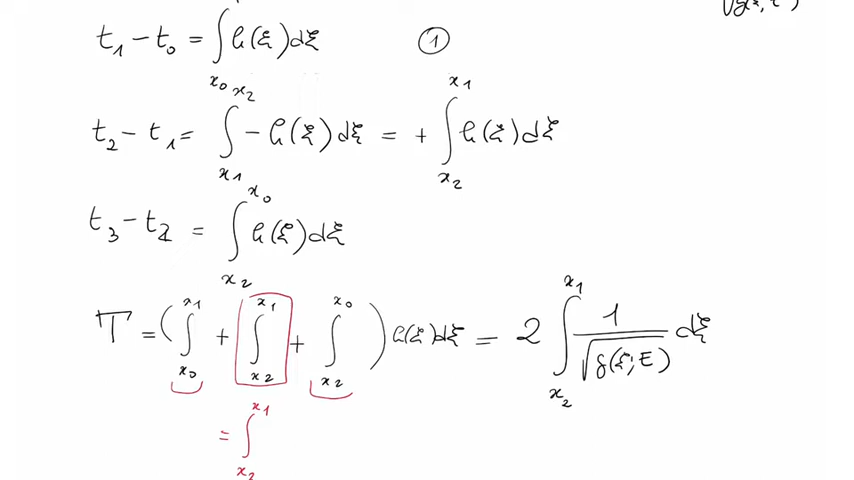 t₁ − t₀ = ∫_{x₀} h(ξ)dξ ①
t₂ − t₁ = ∫_{x₁}^{x₂} − h(ξ)dξ = + ∫_{x₂}^{x₁} h(ξ)dξ
t₃ − t₂ = ∫_{x₂}^{x₀} h(ξ)dξ
T = (∫_{x₀}^{x₁} + ∫_{x₂}^{x₁} + ∫_{x₂}^{x₀}) h(ξ)dξ = 2 ∫_{x₂}^{x₁} 1/√g(ξ;E) dξ
= ∫_{x₂}^{x₁}